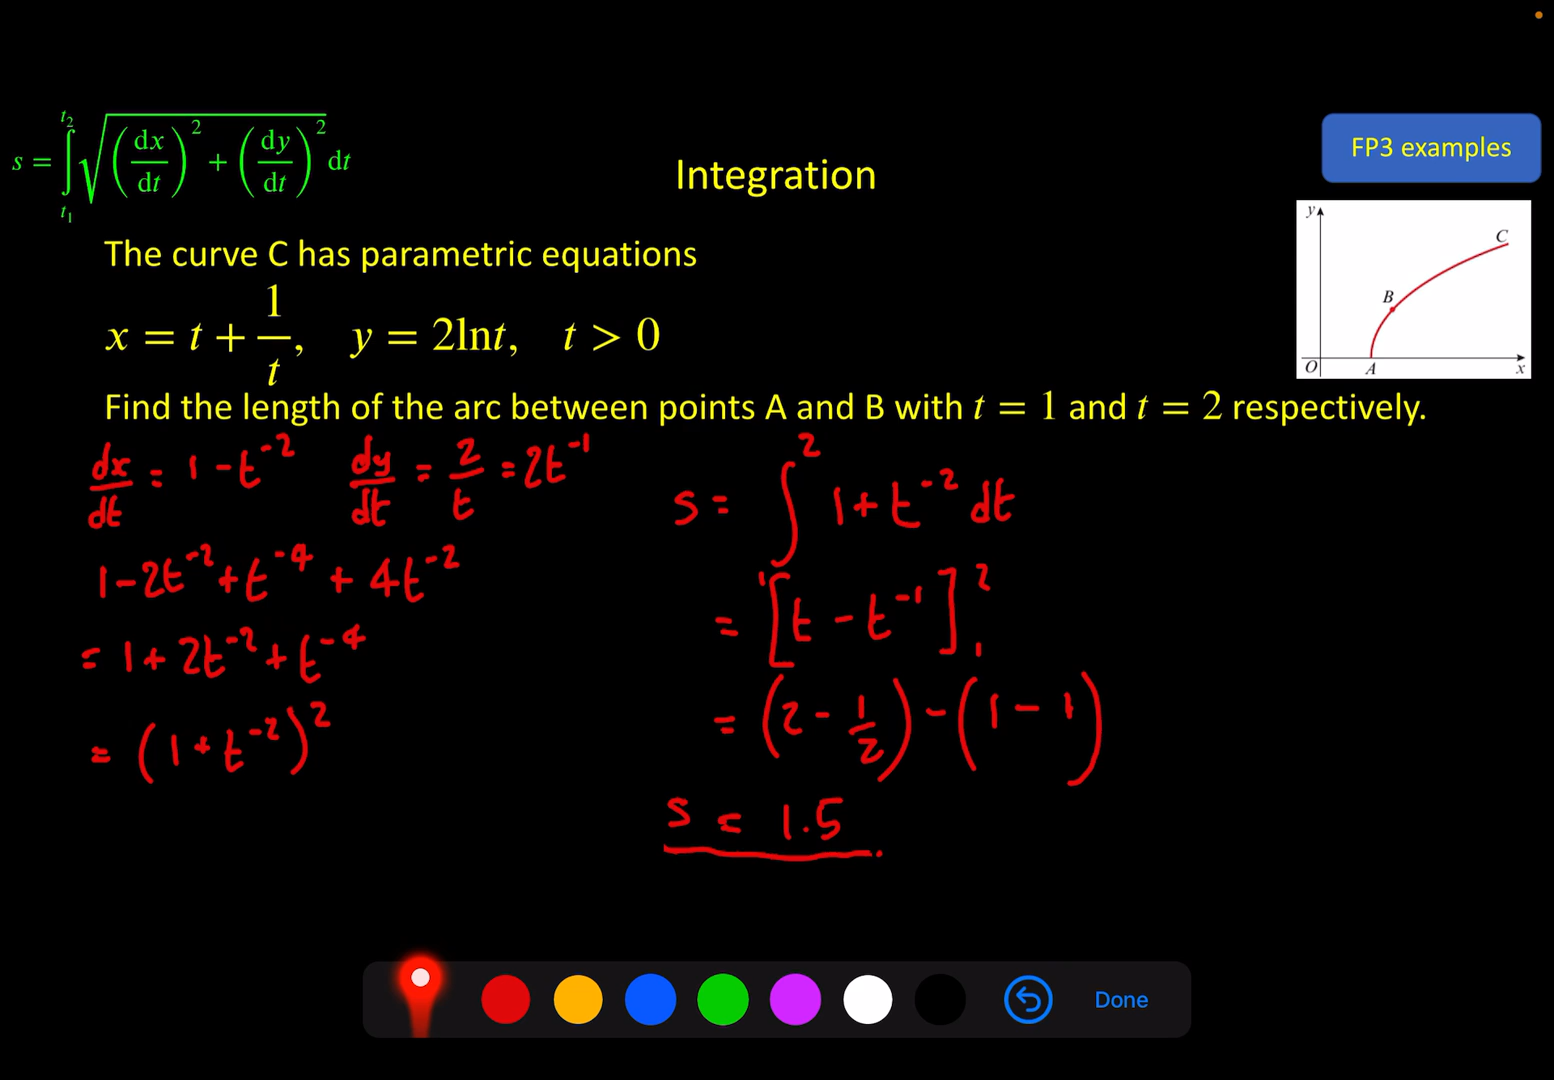 s = ∫_{t₁}^{t₂} √((dx/dt)² + (dy/dt)²) dt
Integration
FP3 examples
y
C
B
O
A
x
The curve C has parametric equations
x = t + 1/t, y = 2lnt, t > 0
Find the length of the arc between points A and B with t = 1 and t = 2 respectively.
dx/dt = 1 - t⁻² dy/dt = 2/t = 2t⁻¹
1 - 2t⁻² + t⁻⁴ + 4t⁻²
= 1 + 2t⁻² + t⁻⁴
= (1 + t⁻²)²
s = ∫₁² 1 + t⁻² dt
= [t - t⁻¹]₁²
= (2 - 1/2) - (1 - 1)
s = 1.5
Done